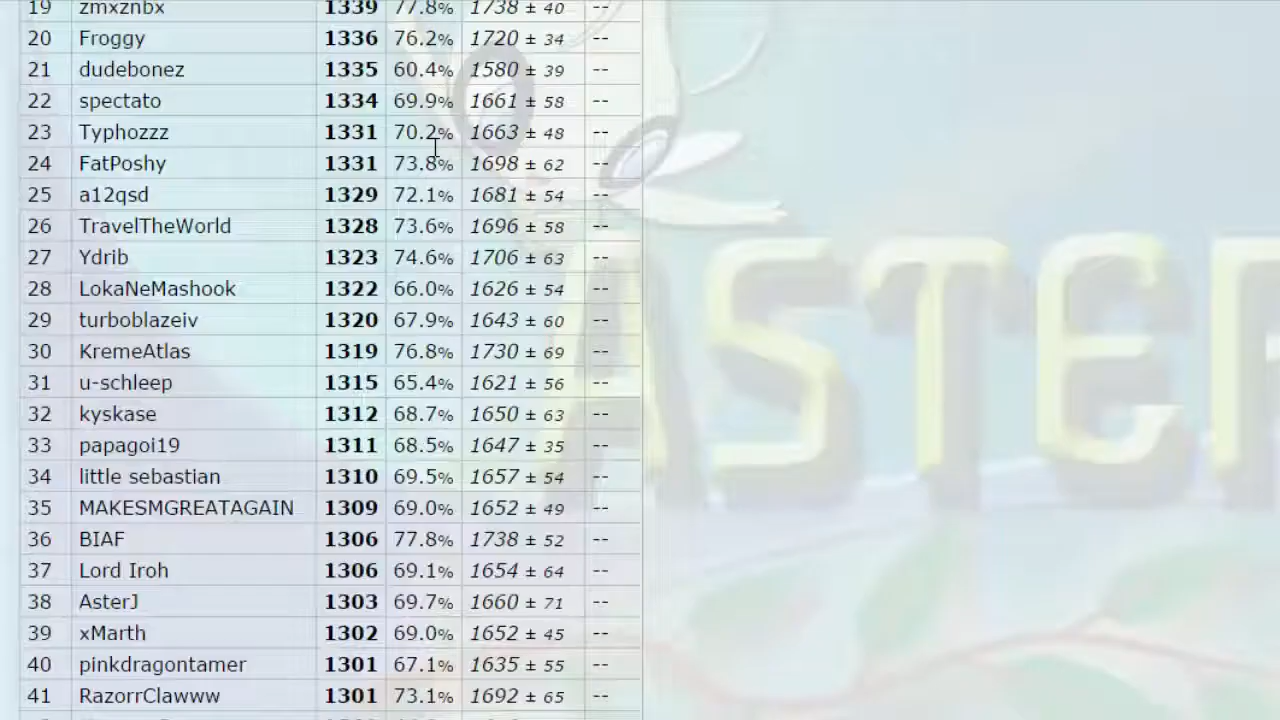 19 zmxznbx 1339 77.8% 1738 ± 40 --
20 Froggy 1336 76.2% 1720 ± 34 --
21 dudebonez 1335 60.4% 1580 ± 39 --
22 spectato 1334 69.9% 1661 ± 58 --
23 Typhozzz 1331 70.2% 1663 ± 48 --
24 FatPoshy 1331 73.8% 1698 ± 62 --
25 a12qsd 1329 72.1% 1681 ± 54 --
26 TravelTheWorld 1328 73.6% 1696 ± 58 --
27 Ydrib 1323 74.6% 1706 ± 63 --
28 LokaNeMashook 1322 66.0% 1626 ± 54 --
29 turboblazeiv 1320 67.9% 1643 ± 60 --
30 KremeAtlas 1319 76.8% 1730 ± 69 --
31 u-schleep 1315 65.4% 1621 ± 56 --
32 kyskase 1312 68.7% 1650 ± 63 --
33 papagoi19 1311 68.5% 1647 ± 35 --
34 little sebastian 1310 69.5% 1657 ± 54 --
35 MAKESMGREATAGAIN 1309 69.0% 1652 ± 49 --
36 BIAF 1306 77.8% 1738 ± 52 --
37 Lord Iroh 1306 69.1% 1654 ± 64 --
38 AsterJ 1303 69.7% 1660 ± 71 --
39 xMarth 1302 69.0% 1652 ± 45 --
40 pinkdragontamer 1301 67.1% 1635 ± 55 --
41 RazorrClawww 1301 73.1% 1692 ± 65 --
ASTER